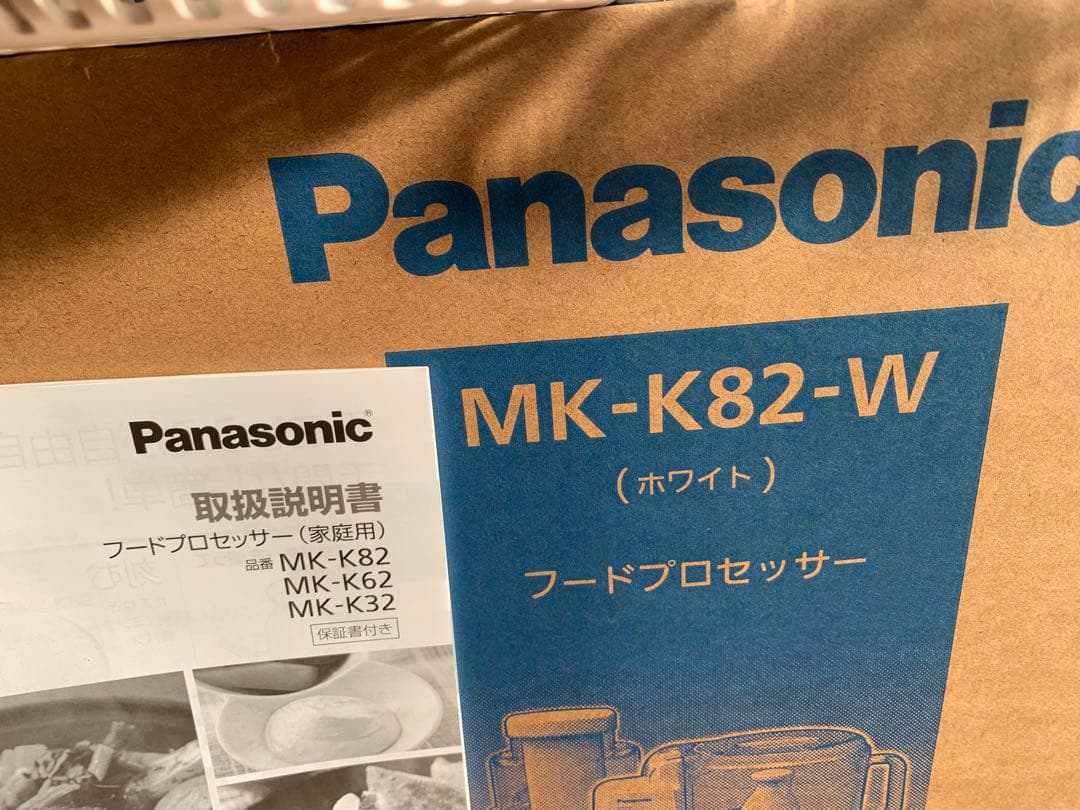 Panasonic
MK-K82-W
(ホワイト)
フードプロセッサー
Panasonic
Panasonic®
取扱説明書
フードプロセッサー(家庭用)
品番 MK-K82
MK-K62
MK-K32
保証書付き